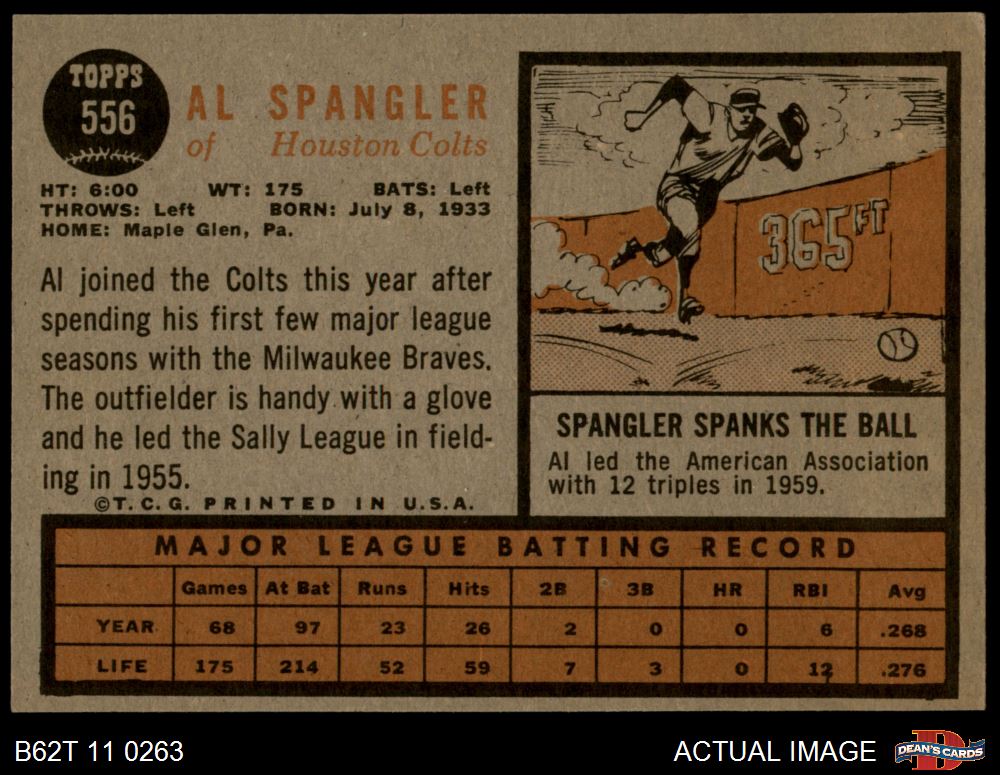 TOPPS
556
AL SPANGLER
of Houston Colts
HT: 6:00 WT: 175 BATS: Left
THROWS: Left BORN: July 8, 1933
HOME: Maple Glen, Pa.
Al joined the Colts this year after
spending his first few major league
seasons with the Milwaukee Braves.
The outfielder is handy with a glove
and he led the Sally League in field-
ing in 1955.
©T.C.G. PRINTED IN U.S.A.
365FT
SPANGLER SPANKS THE BALL
Al led the American Association
with 12 triples in 1959.
MAJOR LEAGUE BATTING RECORD
Games At Bat Runs Hits 2B 3B HR RBI Avg
YEAR 68 97 23 26 2 0 0 6 .268
LIFE 175 214 52 59 7 3 0 12 .276
B62T 11 0263
ACTUAL IMAGE
D
DEAN'S CARDS